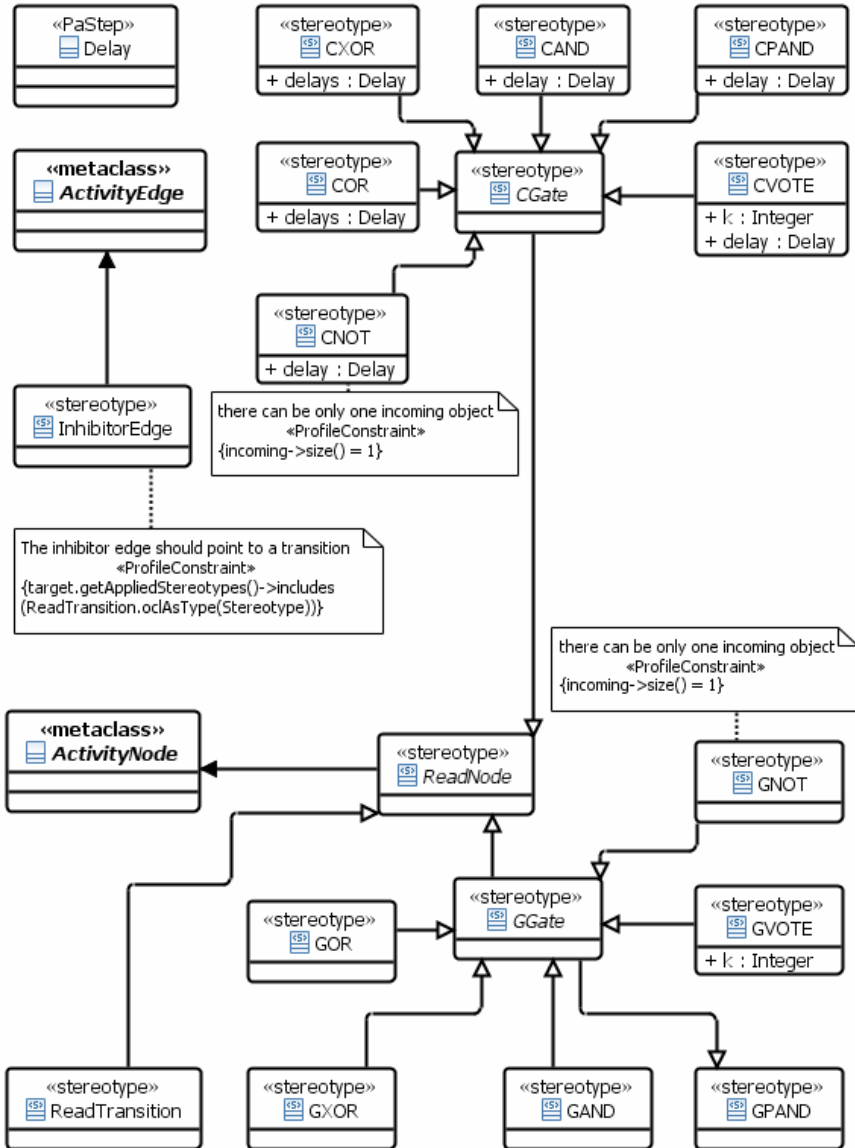 «PaStep»
Delay
«stereotype»
CXOR
+ delays : Delay
«stereotype»
CAND
+ delay : Delay
«stereotype»
CPAND
+ delay : Delay
«metaclass»
ActivityEdge
«stereotype»
COR
+ delays : Delay
«stereotype»
CGate
«stereotype»
CVOTE
+ k : Integer
+ delay : Delay
«stereotype»
CNOT
+ delay : Delay
«stereotype»
InhibitorEdge
there can be only one incoming object
«ProfileConstraint»
{incoming->size() = 1}
The inhibitor edge should point to a transition
«ProfileConstraint»
{target.getAppliedStereotypes()->includes
(ReadTransition.oclAsType(Stereotype))}
there can be only one incoming object
«ProfileConstraint»
{incoming->size() = 1}
«metaclass»
ActivityNode
«stereotype»
ReadNode
«stereotype»
GNOT
«stereotype»
GOR
«stereotype»
GGate
«stereotype»
GVOTE
+ k : Integer
«stereotype»
ReadTransition
«stereotype»
GXOR
«stereotype»
GAND
«stereotype»
GPAND